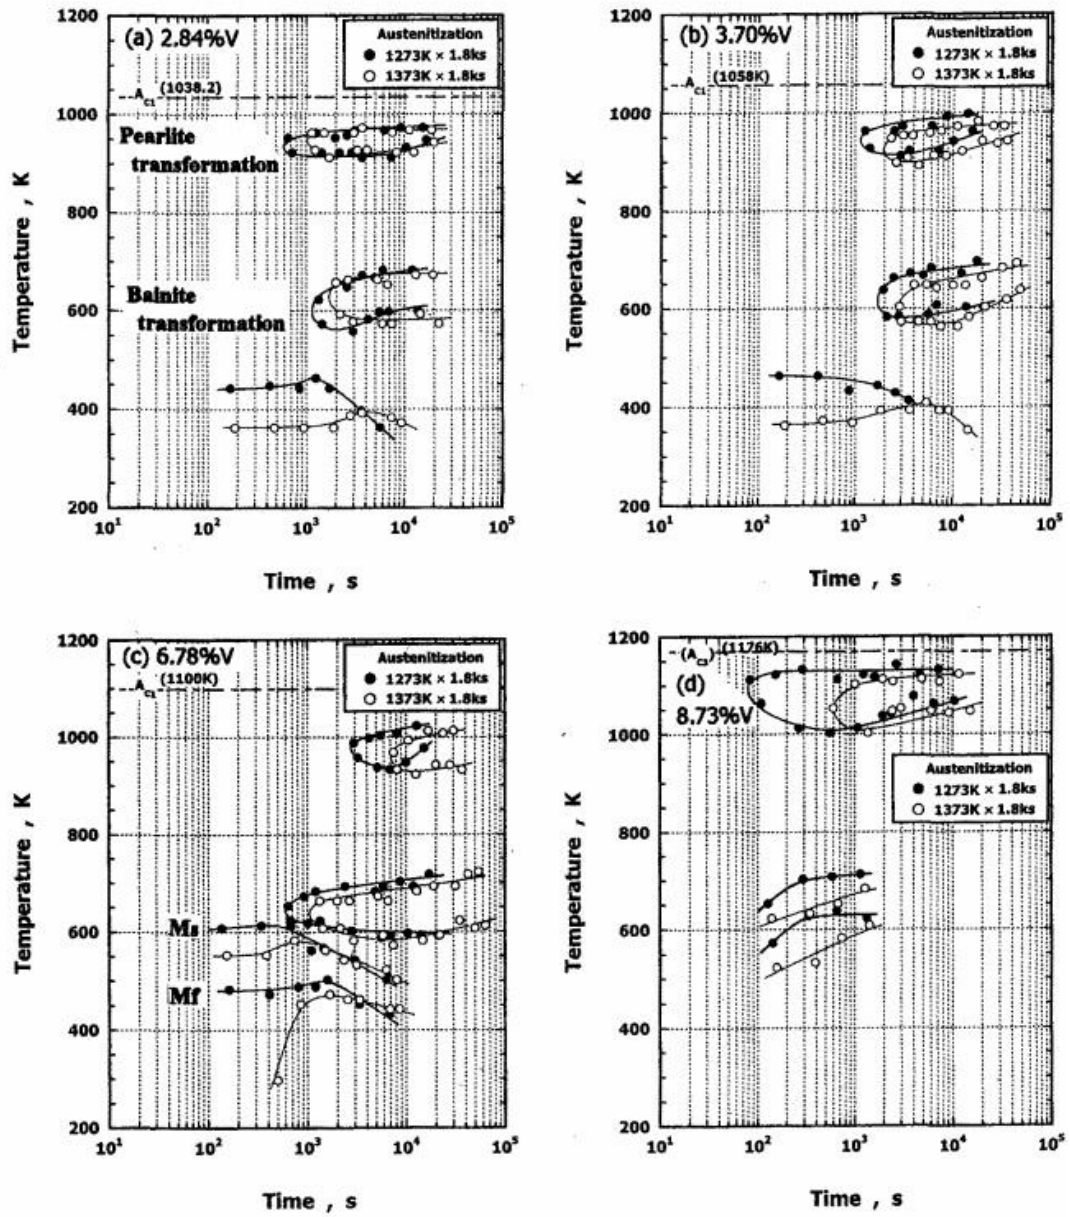 1200
(a) 2.84%V
Austenitization
● 1273K × 1.8ks
○ 1373K × 1.8ks
AC1 (1038.2)
1000
Pearlite
transformation
800
Temperature , K
600
Bainite
transformation
400
200
10¹ 10² 10³ 10⁴ 10⁵
Time , s
1200
(b) 3.70%V
Austenitization
● 1273K × 1.8ks
○ 1373K × 1.8ks
AC1 (1058K)
1000
800
Temperature , K
600
400
200
10¹ 10² 10³ 10⁴ 10⁵
Time , s
1200
(c) 6.78%V
Austenitization
● 1273K × 1.8ks
○ 1373K × 1.8ks
AC1 (1100K)
1000
800
Temperature , K
600
Ms
Mf
400
200
10¹ 10² 10³ 10⁴ 10⁵
Time , s
1200
(AC3) (1176K)
(d)
8.73%V
1000
Austenitization
● 1273K × 1.8ks
○ 1373K × 1.8ks
800
Temperature , K
600
400
200
10¹ 10² 10³ 10⁴ 10⁵
Time , s